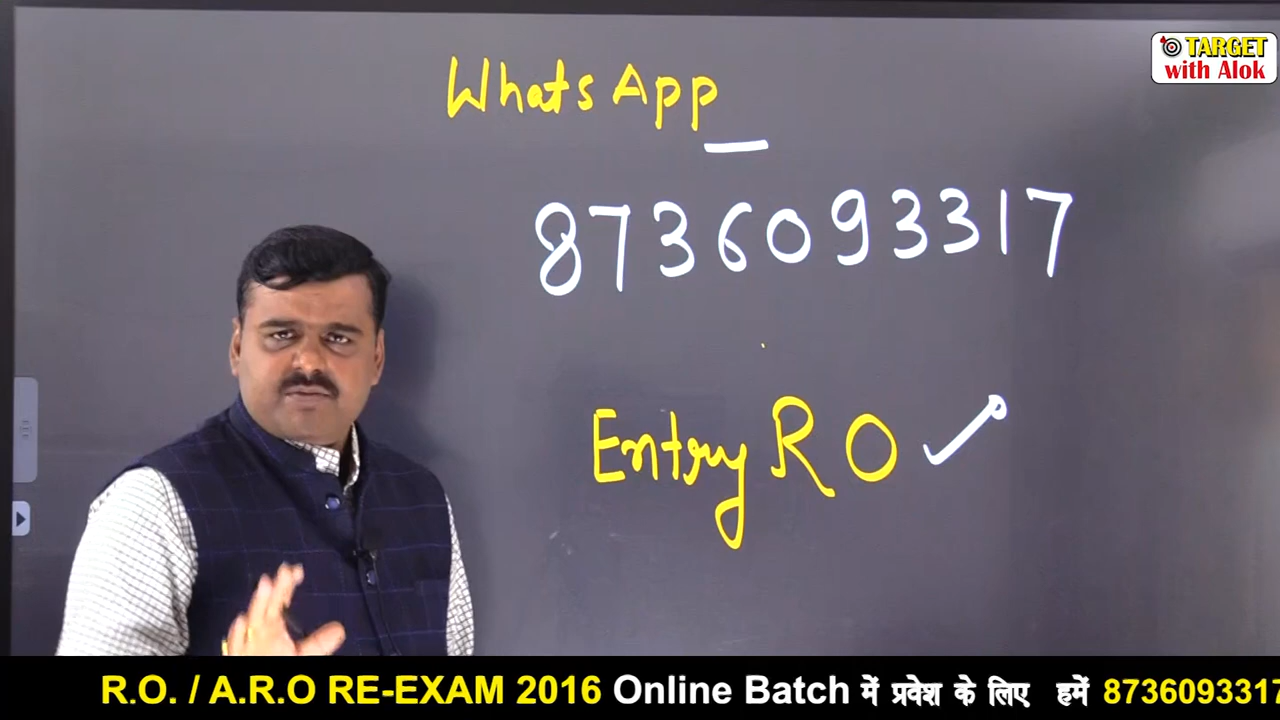 TARGET
with Alok
WhatsApp
8736093317
Entry RO
R.O. / A.R.O RE-EXAM 2016 Online Batch में प्रवेश के लिए हमें 8736093317